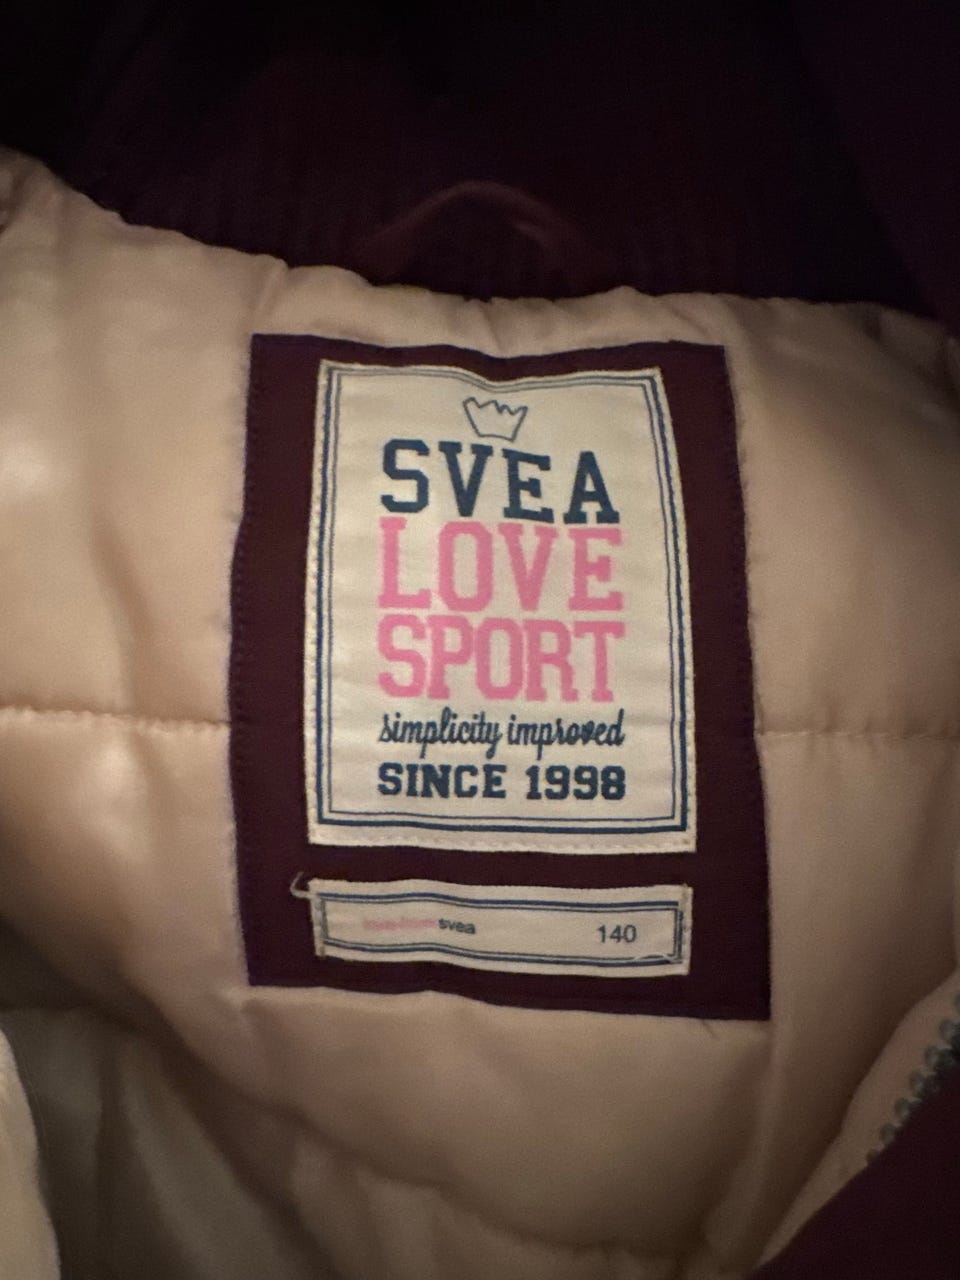 SVEA
LOVE
SPORT
simplicity improved
SINCE 1998
svea 140